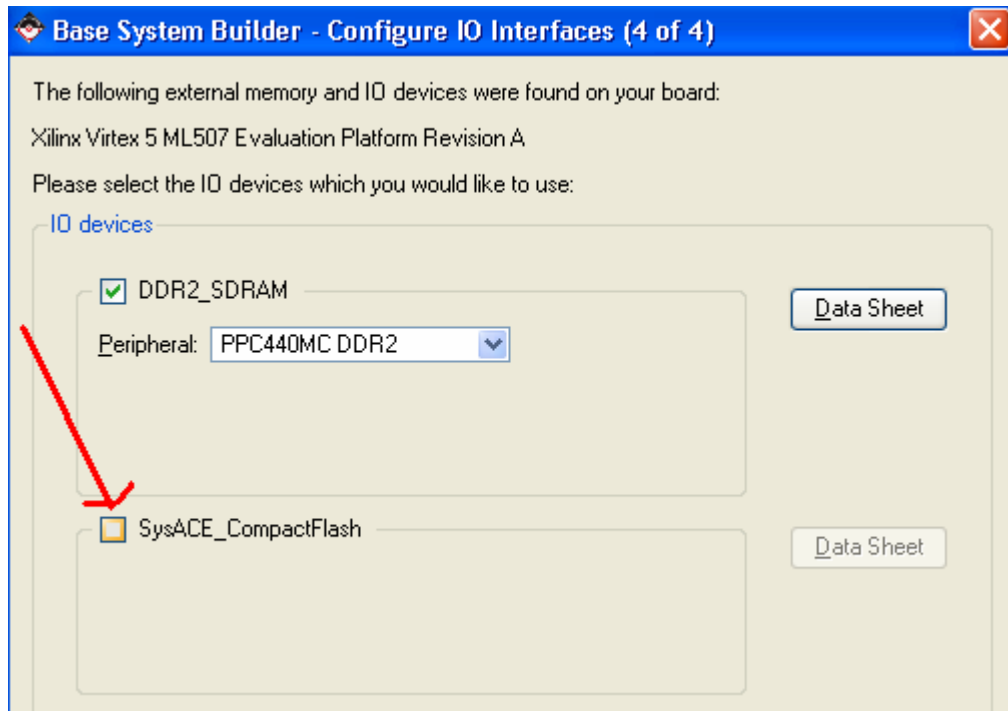 Base System Builder - Configure IO Interfaces (4 of 4)
The following external memory and IO devices were found on your board:
Xilinx Virtex 5 ML507 Evaluation Platform Revision A
Please select the IO devices which you would like to use:
IO devices
DDR2_SDRAM
Data Sheet
Peripheral: PPC440MC DDR2
SysACE_CompactFlash
Data Sheet